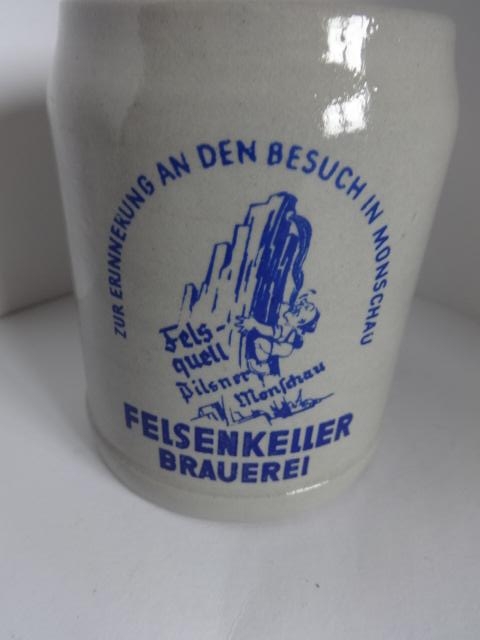 ZUR ERINNERUNG AN DEN BESUCH IN MONSCHAU
Fels-
quell
Pilsner
Monschau
FELSENKELLER
BRAUEREI